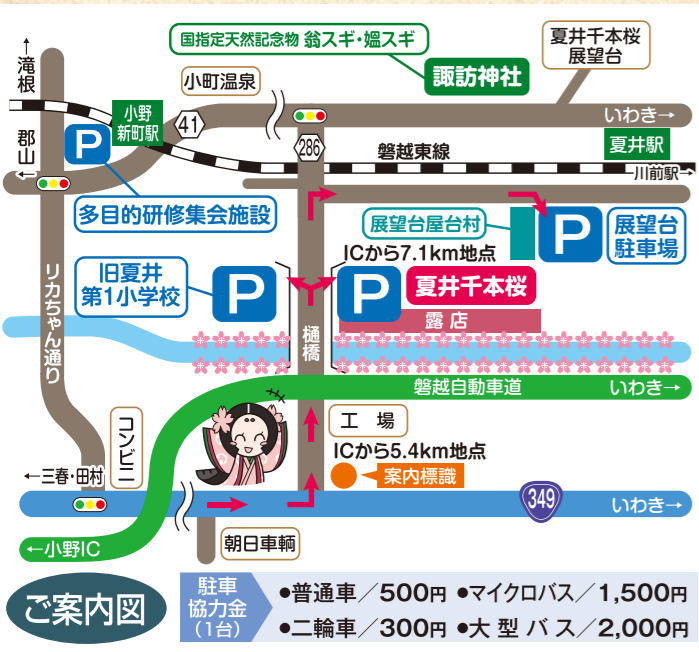 国指定天然記念物 翁スギ・媼スギ
諏訪神社
夏井千本桜
展望台
↑
滝根
小町温泉
小野
新町駅
41
286
いわき→
夏井駅
磐越東線
川前駅→
郡山
↓
P
多目的研修集会施設
展望台屋台村
P
展望台
駐車場
ICから7.1km地点
旧夏井
第1小学校
P
P
夏井千本桜
露店
リカちゃん通り
樋橋
磐越自動車道
いわき→
コンビニ
工場
ICから5.4km地点
案内標識
←三春・田村
349
いわき→
←小野IC
朝日車輌
ご案内図
駐車
協力金
（1台）
●普通車／500円 ●マイクロバス／1,500円
●二輪車／300円 ●大型バス／2,000円